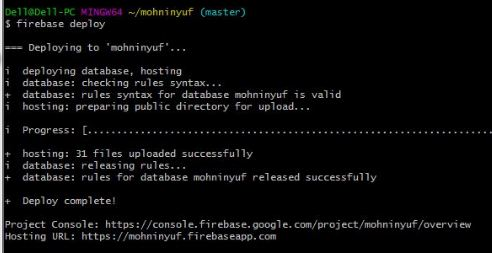 Dell@Dell-PC MINGW64 ~/mohninyuf (master)
$ firebase deploy
=== Deploying to 'mohninyuf'...
i  deploying database, hosting
i  database: checking rules syntax...
+  database: rules syntax for database mohninyuf is valid
i  hosting: preparing public directory for upload...
i  Progress: [.....................................................................
+  hosting: 31 files uploaded successfully
i  database: releasing rules...
+  database: rules for database mohninyuf released successfully
+  Deploy complete!
Project Console: https://console.firebase.google.com/project/mohninyuf/overview
Hosting URL: https://mohninyuf.firebaseapp.com